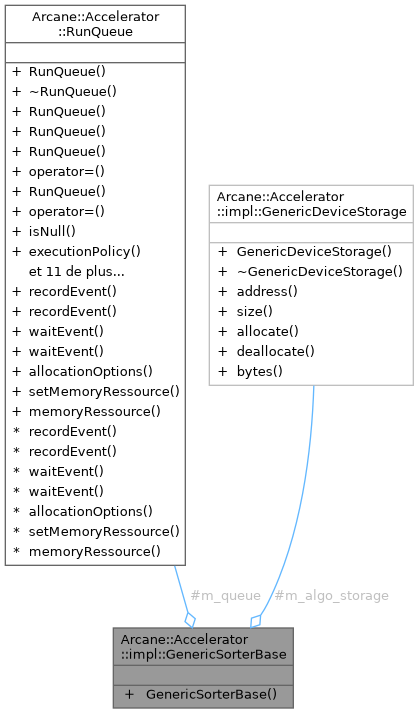 Arcane::Accelerator
::RunQueue
+ RunQueue()
+ ~RunQueue()
+ RunQueue()
+ RunQueue()
+ RunQueue()
+ operator=()
+ RunQueue()
+ operator=()
+ isNull()
+ executionPolicy()
et 11 de plus...
+ recordEvent()
+ recordEvent()
+ waitEvent()
+ waitEvent()
+ allocationOptions()
+ setMemoryRessource()
+ memoryRessource()
* recordEvent()
* recordEvent()
* waitEvent()
* waitEvent()
* allocationOptions()
* setMemoryRessource()
* memoryRessource()
Arcane::Accelerator
::impl::GenericDeviceStorage
+ GenericDeviceStorage()
+ ~GenericDeviceStorage()
+ address()
+ size()
+ allocate()
+ deallocate()
+ bytes()
#m_queue
#m_algo_storage
Arcane::Accelerator
::impl::GenericSorterBase
+ GenericSorterBase()